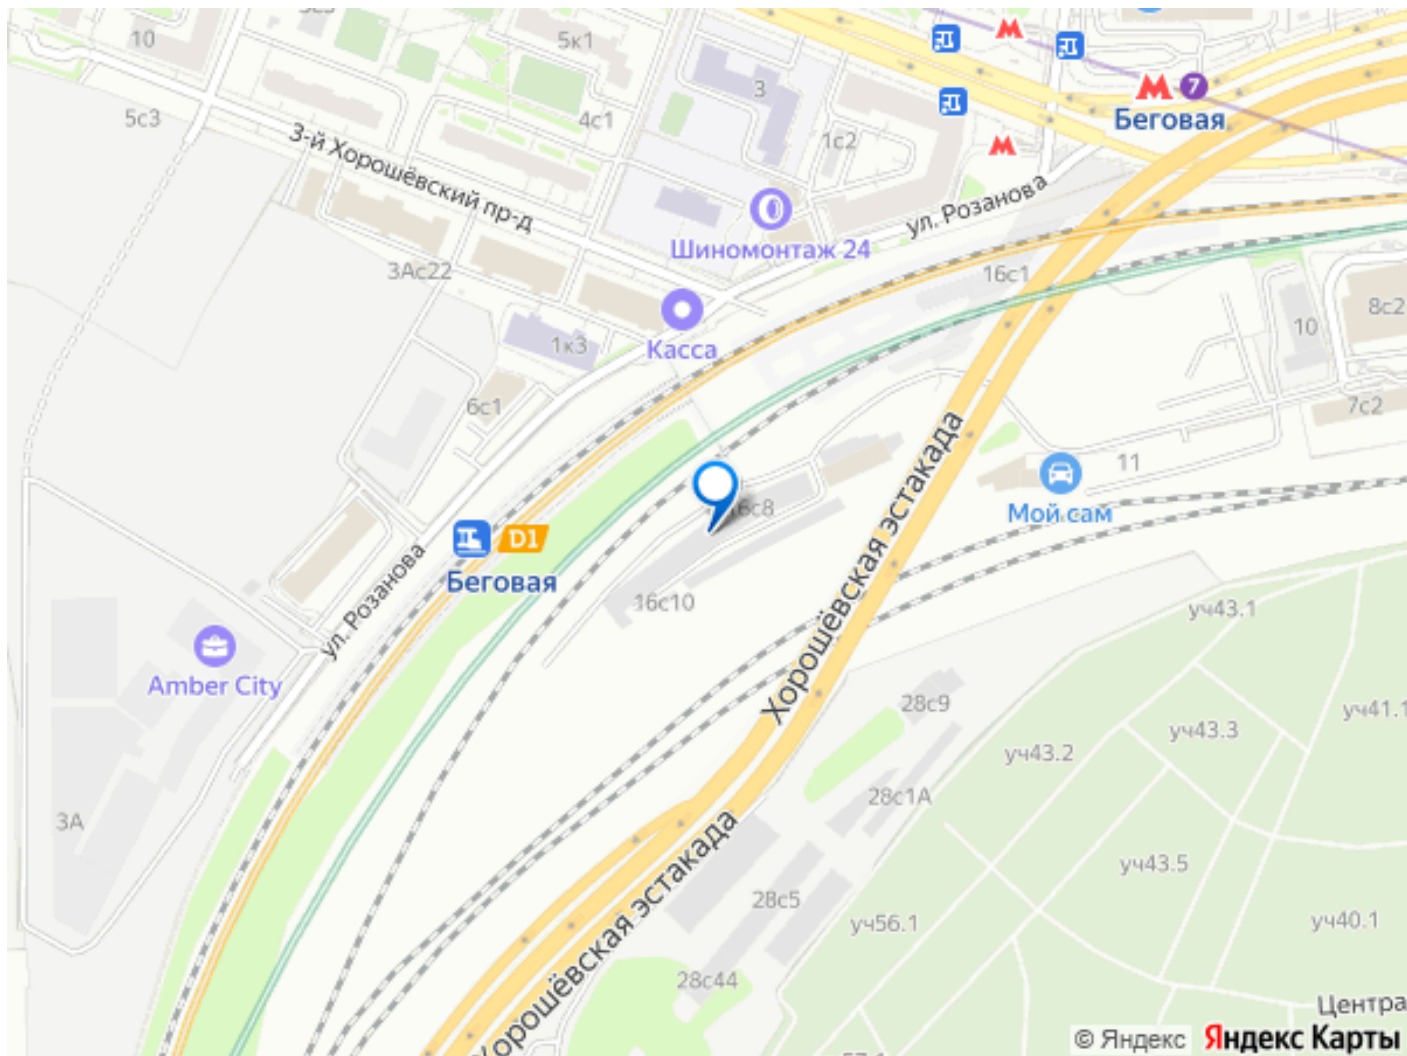 10
5к1
3
7
Беговая
5с3
4с1
1с2
3-й Хорошёвский пр-д
ул. Розанова
Шиномонтаж 24
3Ас22
16с1
8с2
10
1к3
Касса
6с1
7с2
11
Мой сам
Хорошёвская эстакада
16с8
D1
Беговая
ул. Розанова
16с10
уч43.1
Amber City
28с9
уч41.1
уч43.3
уч43.2
28с1А
3А
уч43.5
28с5
уч56.1
уч40.1
28с44
Хорошёвская эстакада
Центра
© Яндекс Яндекс Карты